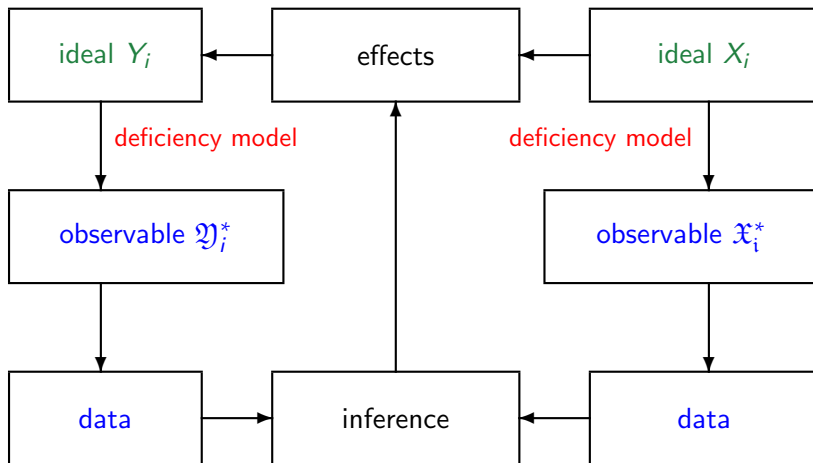 ideal Yᵢ
effects
ideal Xᵢ
deficiency model
deficiency model
observable 𝔜ᵢ*
observable 𝔛ᵢ*
data
inference
data